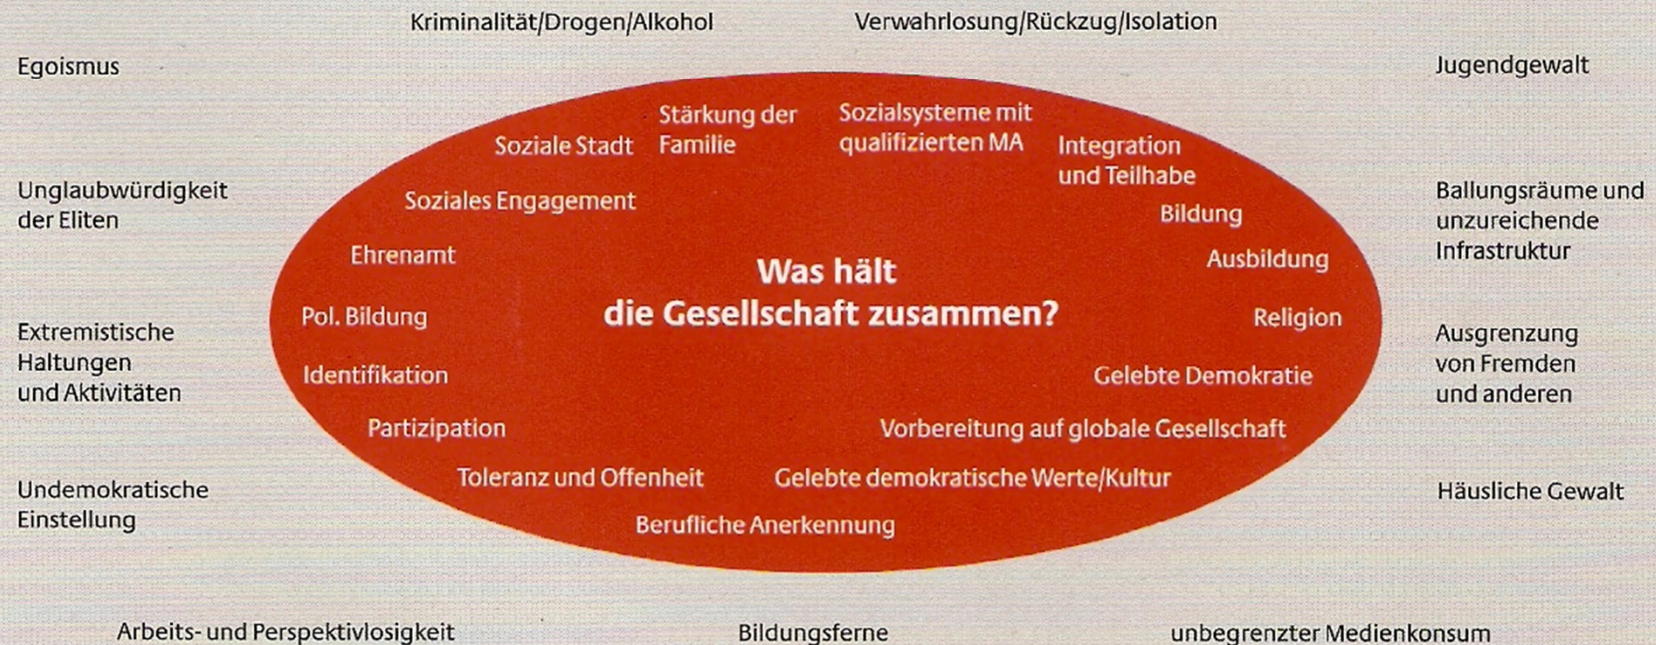 Kriminalität/Drogen/Alkohol
Verwahrlosung/Rückzug/Isolation
Egoismus
Jugendgewalt
Stärkung der
Familie
Sozialsysteme mit
qualifizierten MA
Soziale Stadt
Integration
und Teilhabe
Unglaubwürdigkeit
der Eliten
Soziales Engagement
Bildung
Ballungsräume und
unzureichende
Infrastruktur
Ehrenamt
Ausbildung
Was hält
die Gesellschaft zusammen?
Pol. Bildung
Religion
Extremistische
Haltungen
und Aktivitäten
Identifikation
Gelebte Demokratie
Ausgrenzung
von Fremden
und anderen
Partizipation
Vorbereitung auf globale Gesellschaft
Toleranz und Offenheit
Gelebte demokratische Werte/Kultur
Undemokratische
Einstellung
Häusliche Gewalt
Berufliche Anerkennung
Arbeits- und Perspektivlosigkeit
Bildungsferne
unbegrenzter Medienkonsum